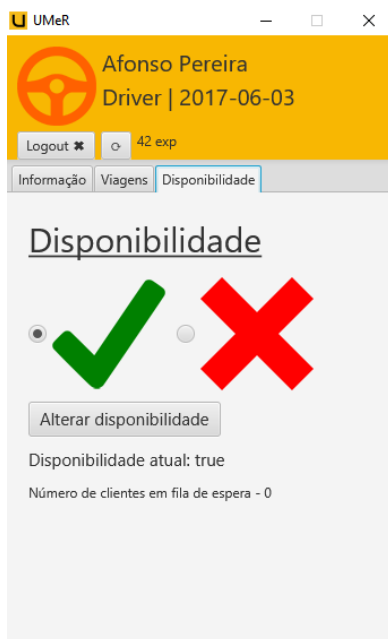 UMeR
Afonso Pereira
Driver | 2017-06-03
Logout ✖ ⟳ 42 exp
Informação Viagens Disponibilidade
Disponibilidade
Alterar disponibilidade
Disponibilidade atual: true
Número de clientes em fila de espera - 0